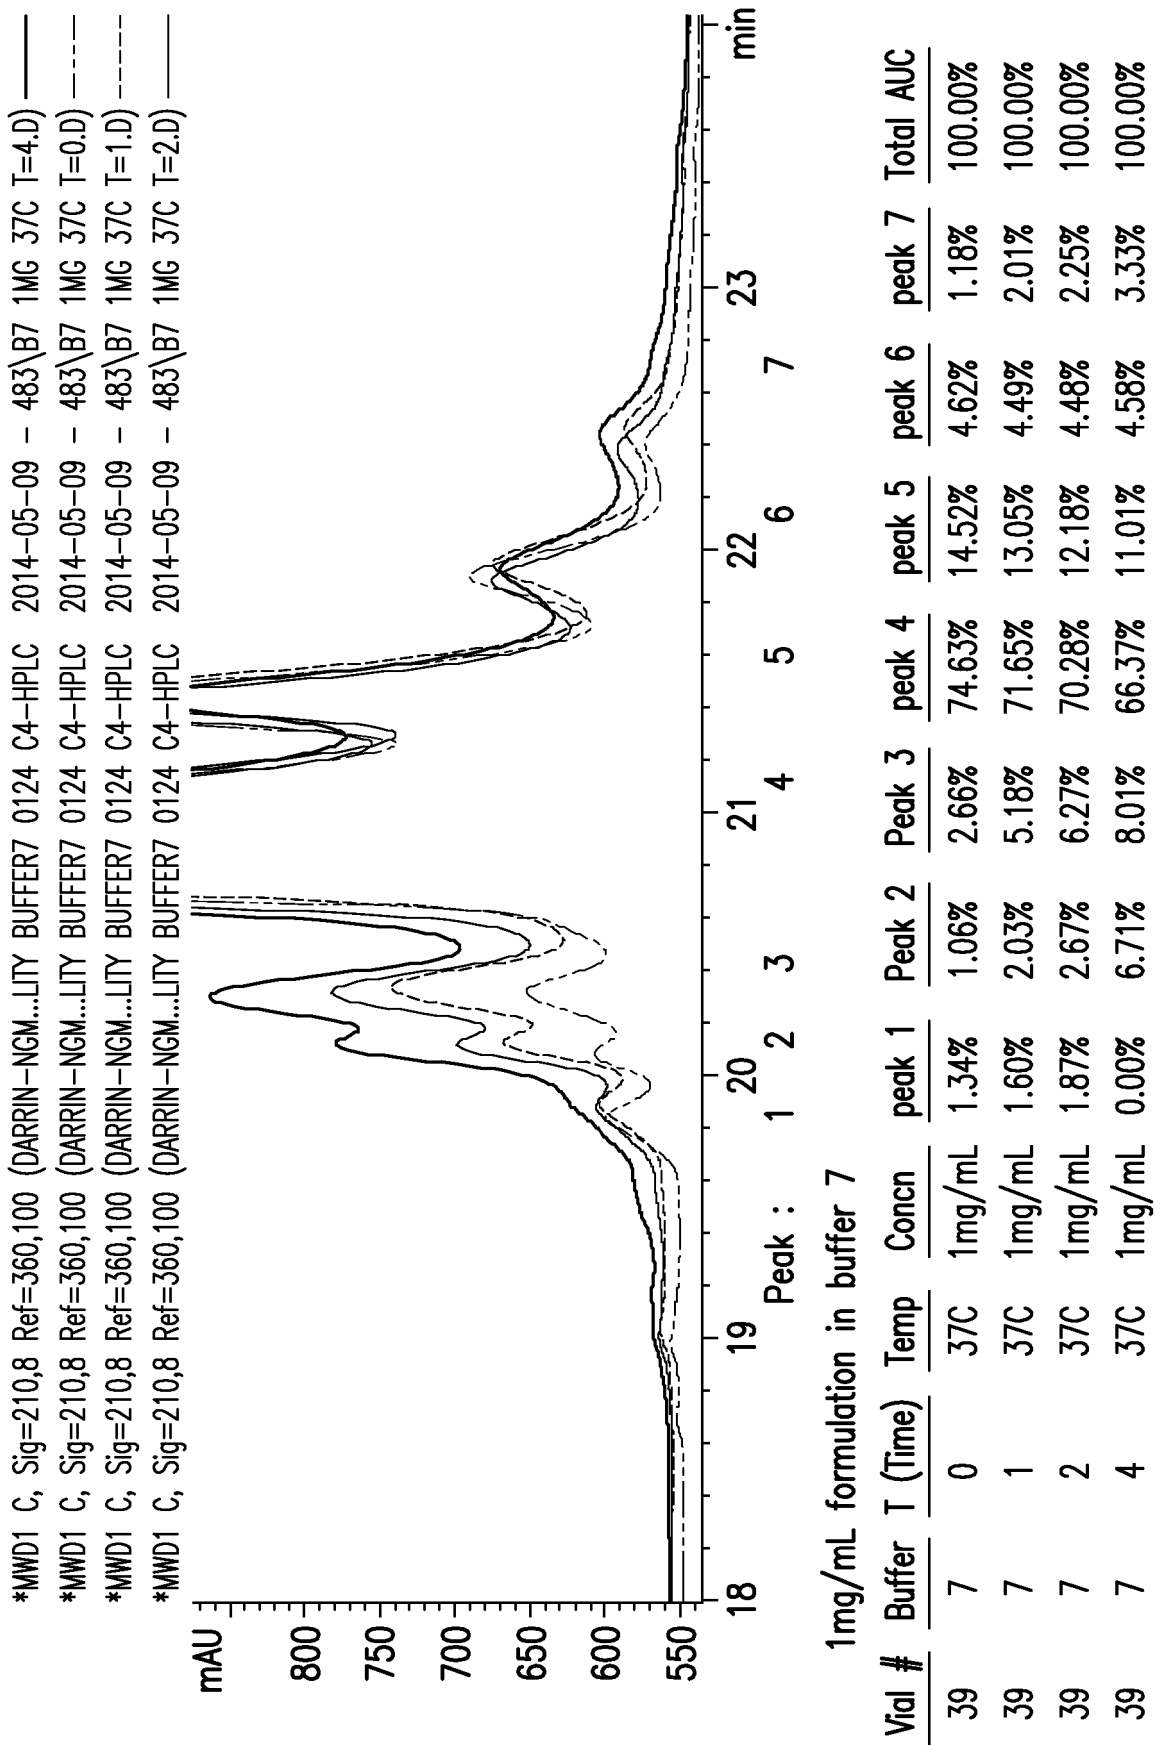 *MWD1 C, Sig=210,8 Ref=360,100 (DARRIN-NGM...LITY BUFFER7 0124 C4-HPLC 2014-05-09 - 483\B7 1MG 37C T=4.D)
*MWD1 C, Sig=210,8 Ref=360,100 (DARRIN-NGM...LITY BUFFER7 0124 C4-HPLC 2014-05-09 - 483\B7 1MG 37C T=0.D)
*MWD1 C, Sig=210,8 Ref=360,100 (DARRIN-NGM...LITY BUFFER7 0124 C4-HPLC 2014-05-09 - 483\B7 1MG 37C T=1.D)
*MWD1 C, Sig=210,8 Ref=360,100 (DARRIN-NGM...LITY BUFFER7 0124 C4-HPLC 2014-05-09 - 483\B7 1MG 37C T=2.D)
mAU
800
750
700
650
600
550
18 19 20 21 22 23 min
Peak : 1 2 3 4 5 6 7
1mg/mL formulation in buffer 7
Vial # Buffer T (Time) Temp Concn peak 1 Peak 2 Peak 3 peak 4 peak 5 peak 6 peak 7 Total AUC
39 7 0 37C 1mg/mL 1.34% 1.06% 2.66% 74.63% 14.52% 4.62% 1.18% 100.00%
39 7 1 37C 1mg/mL 1.60% 2.03% 5.18% 71.65% 13.05% 4.49% 2.01% 100.00%
39 7 2 37C 1mg/mL 1.87% 2.67% 6.27% 70.28% 12.18% 4.48% 2.25% 100.00%
39 7 4 37C 1mg/mL 0.00% 6.71% 8.01% 66.37% 11.01% 4.58% 3.33% 100.00%